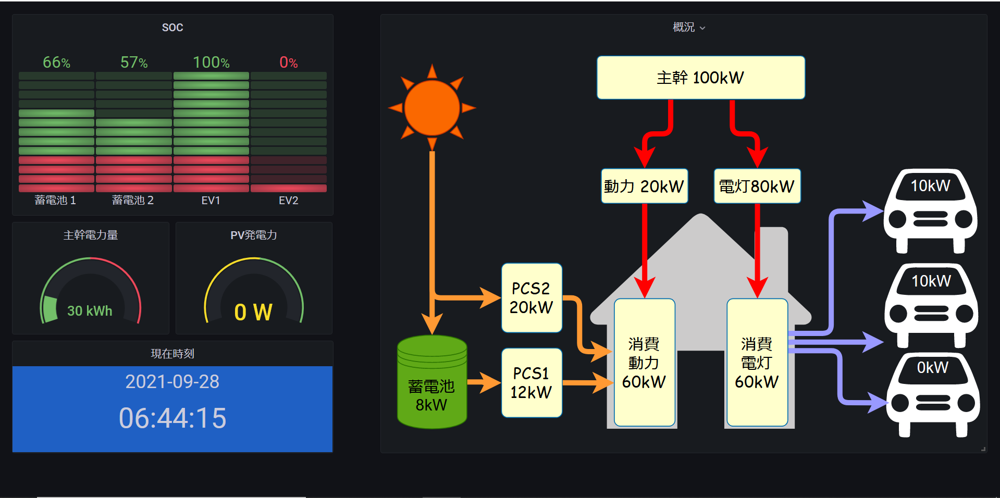 SOC
66% 57% 100% 0%
蓄電池 1 蓄電池 2 EV1 EV2
主幹電力量
30 kWh
PV発電力
0 W
現在時刻
2021-09-28
06:44:15
概況
主幹 100kW
動力 20kW
電灯80kW
PCS2
20kW
PCS1
12kW
蓄電池
8kW
消費
動力
60kW
消費
電灯
60kW
10kW
10kW
0kW